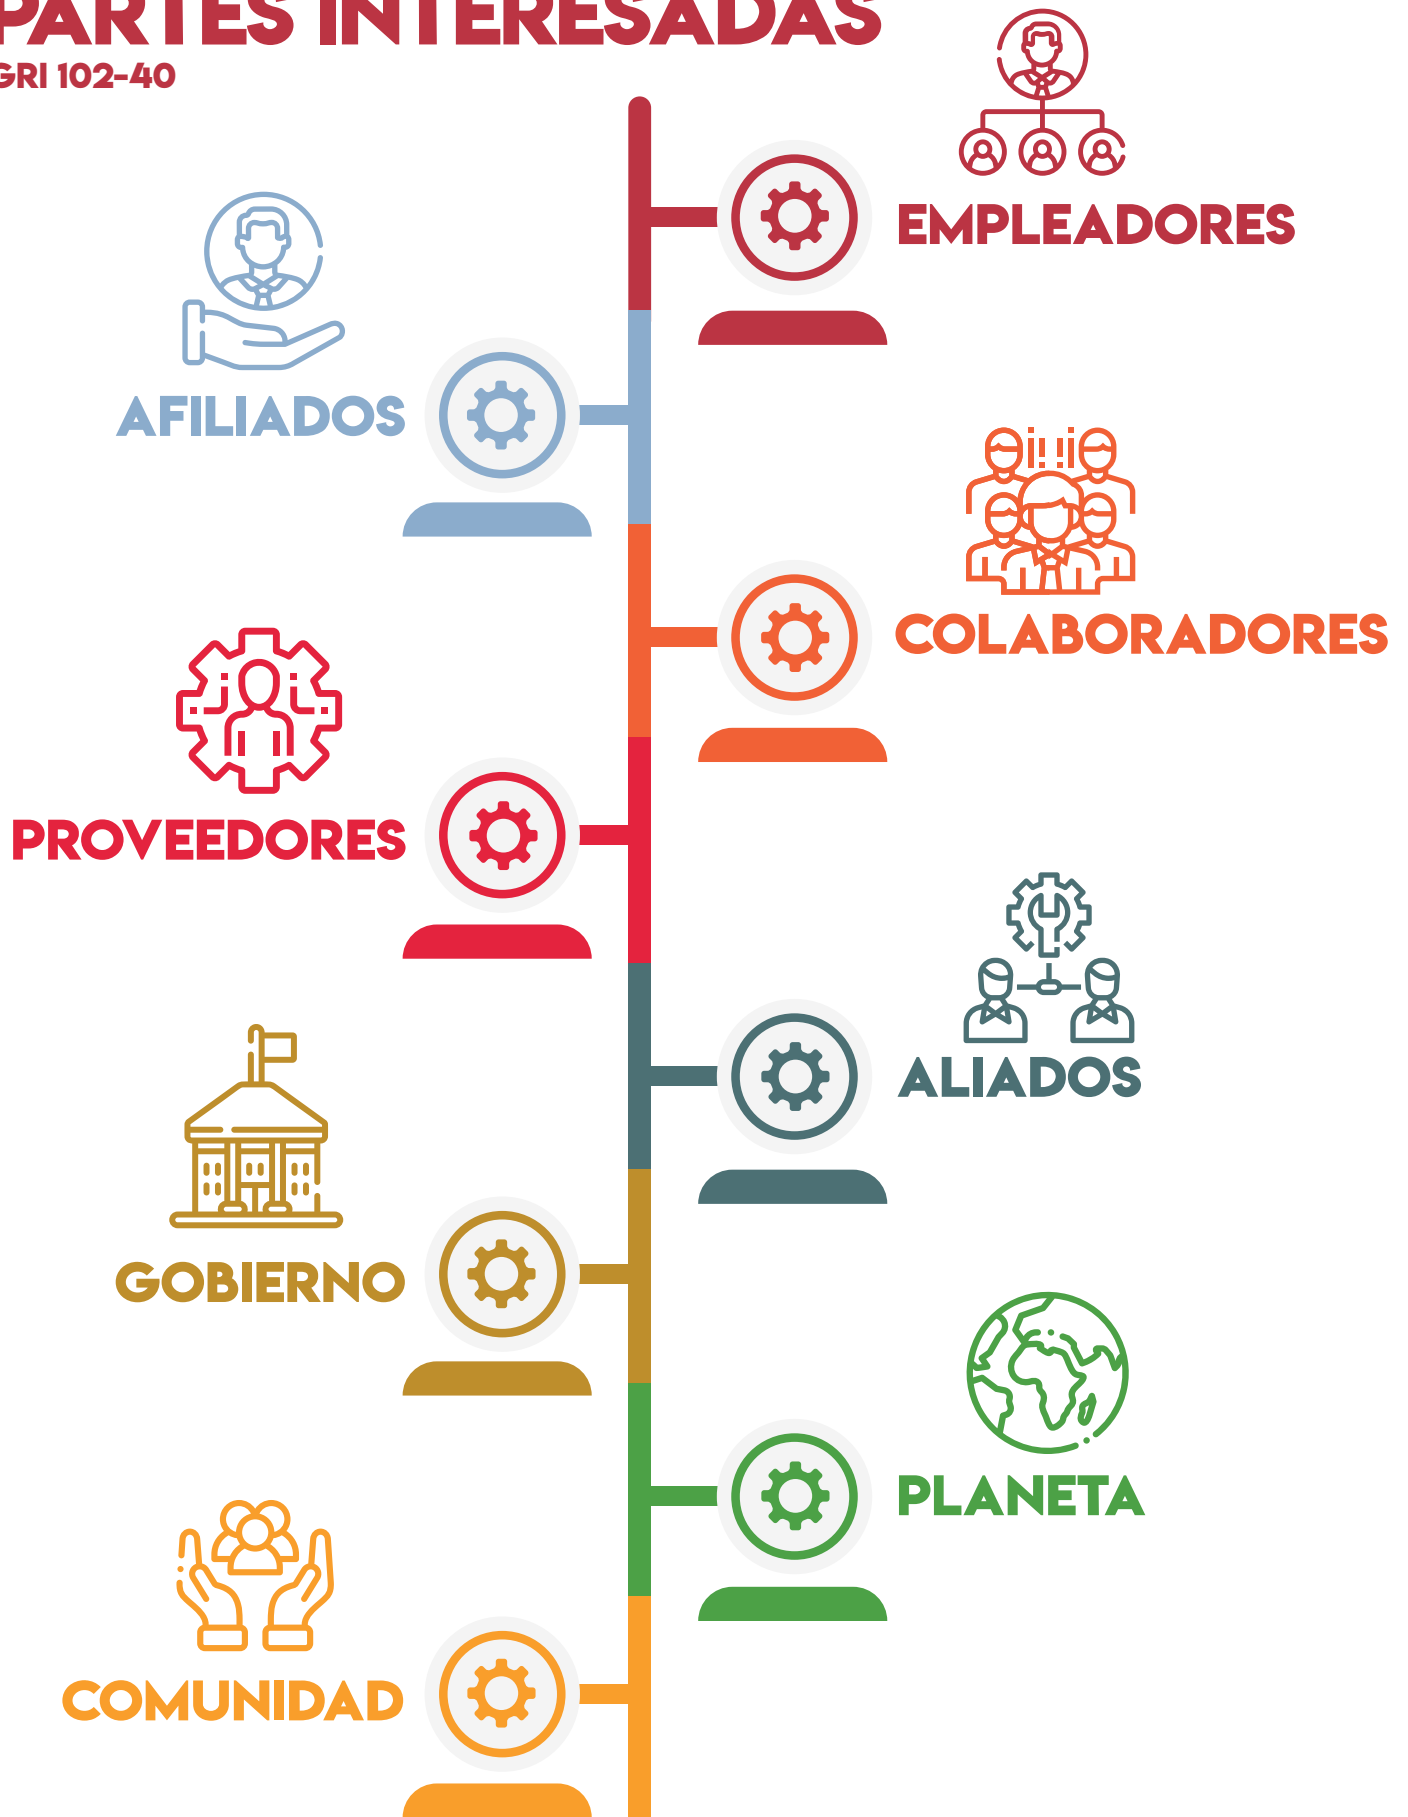 PARTES INTERESADAS
GRI 102-40
EMPLEADORES
AFILIADOS
COLABORADORES
PROVEEDORES
ALIADOS
GOBIERNO
PLANETA
COMUNIDAD